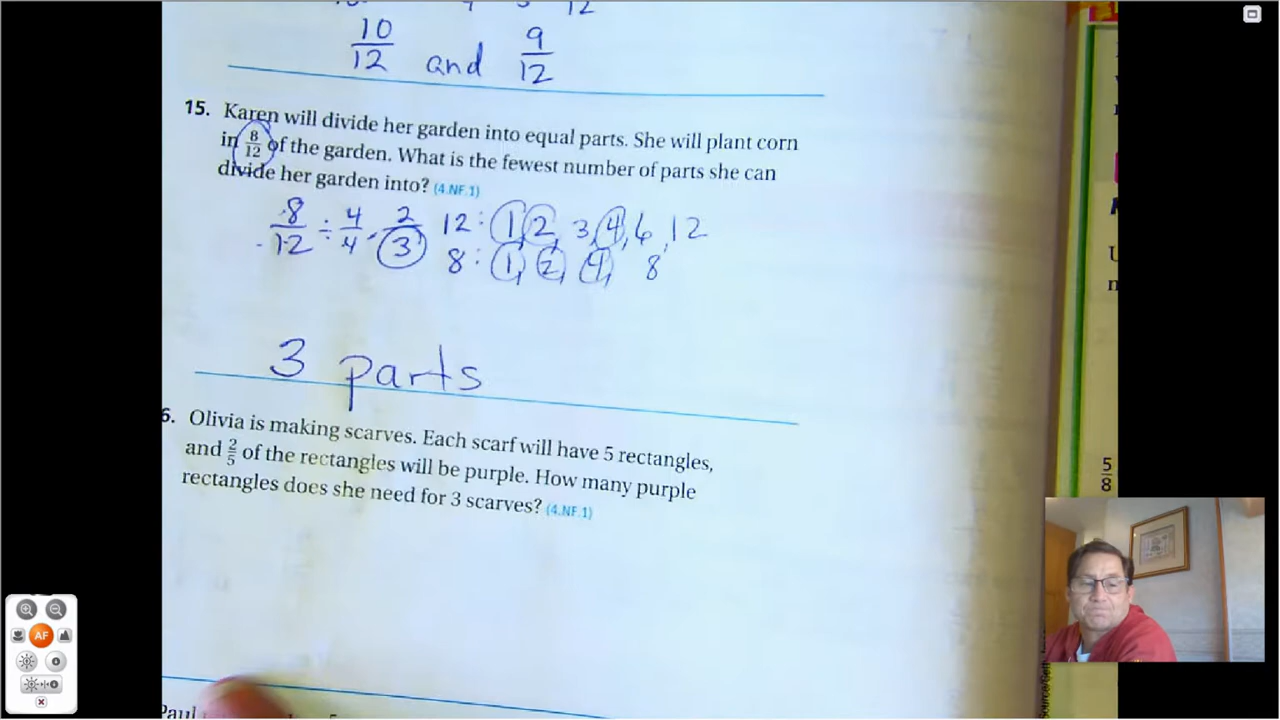 12
10/12 and 9/12
15. Karen will divide her garden into equal parts. She will plant corn
in 8/12 of the garden. What is the fewest number of parts she can
divide her garden into? (4.NF.1)
8/12 ÷ 4/4 2/3 12: 1, 2, 3, 4, 6, 12
8: 1, 2, 4, 8
3 parts
6. Olivia is making scarves. Each scarf will have 5 rectangles,
and 2/5 of the rectangles will be purple. How many purple
rectangles does she need for 3 scarves? (4.NF.1)
Paul
5/8
AF